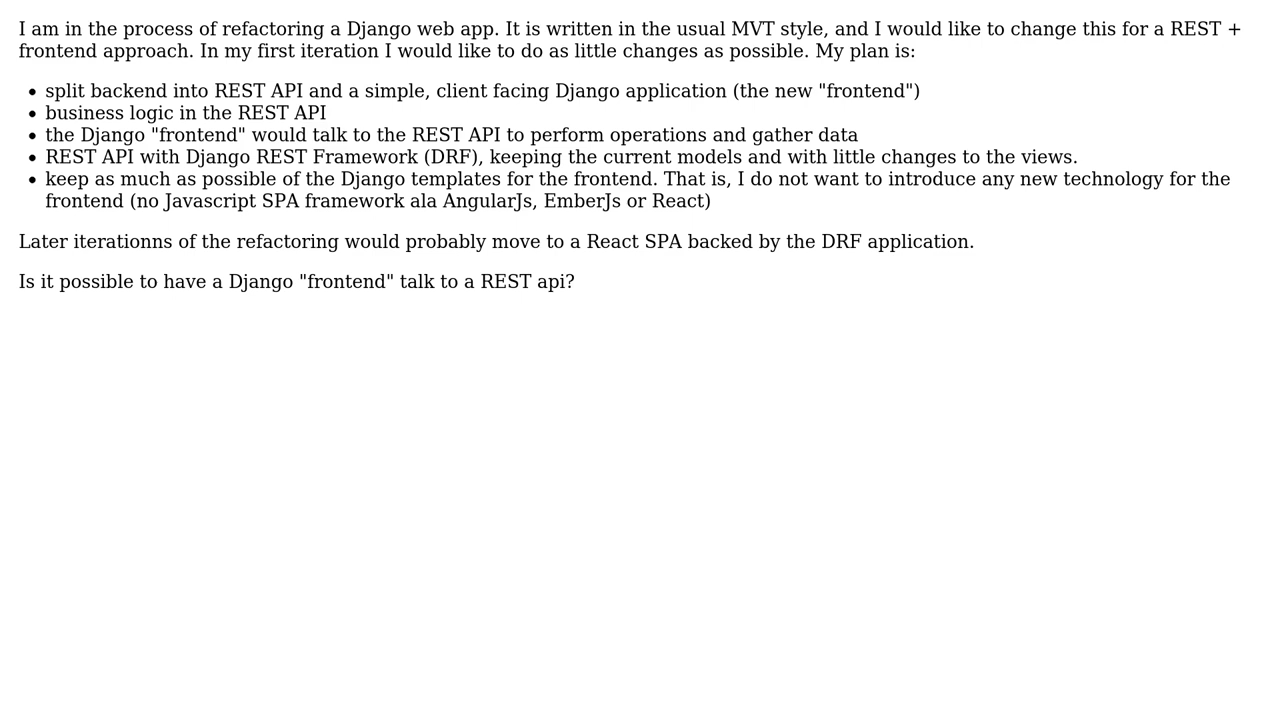 I am in the process of refactoring a Django web app. It is written in the usual MVT style, and I would like to change this for a REST +
frontend approach. In my first iteration I would like to do as little changes as possible. My plan is:
• split backend into REST API and a simple, client facing Django application (the new "frontend")
• business logic in the REST API
• the Django "frontend" would talk to the REST API to perform operations and gather data
• REST API with Django REST Framework (DRF), keeping the current models and with little changes to the views.
• keep as much as possible of the Django templates for the frontend. That is, I do not want to introduce any new technology for the
frontend (no Javascript SPA framework ala AngularJs, EmberJs or React)
Later iterationns of the refactoring would probably move to a React SPA backed by the DRF application.
Is it possible to have a Django "frontend" talk to a REST api?